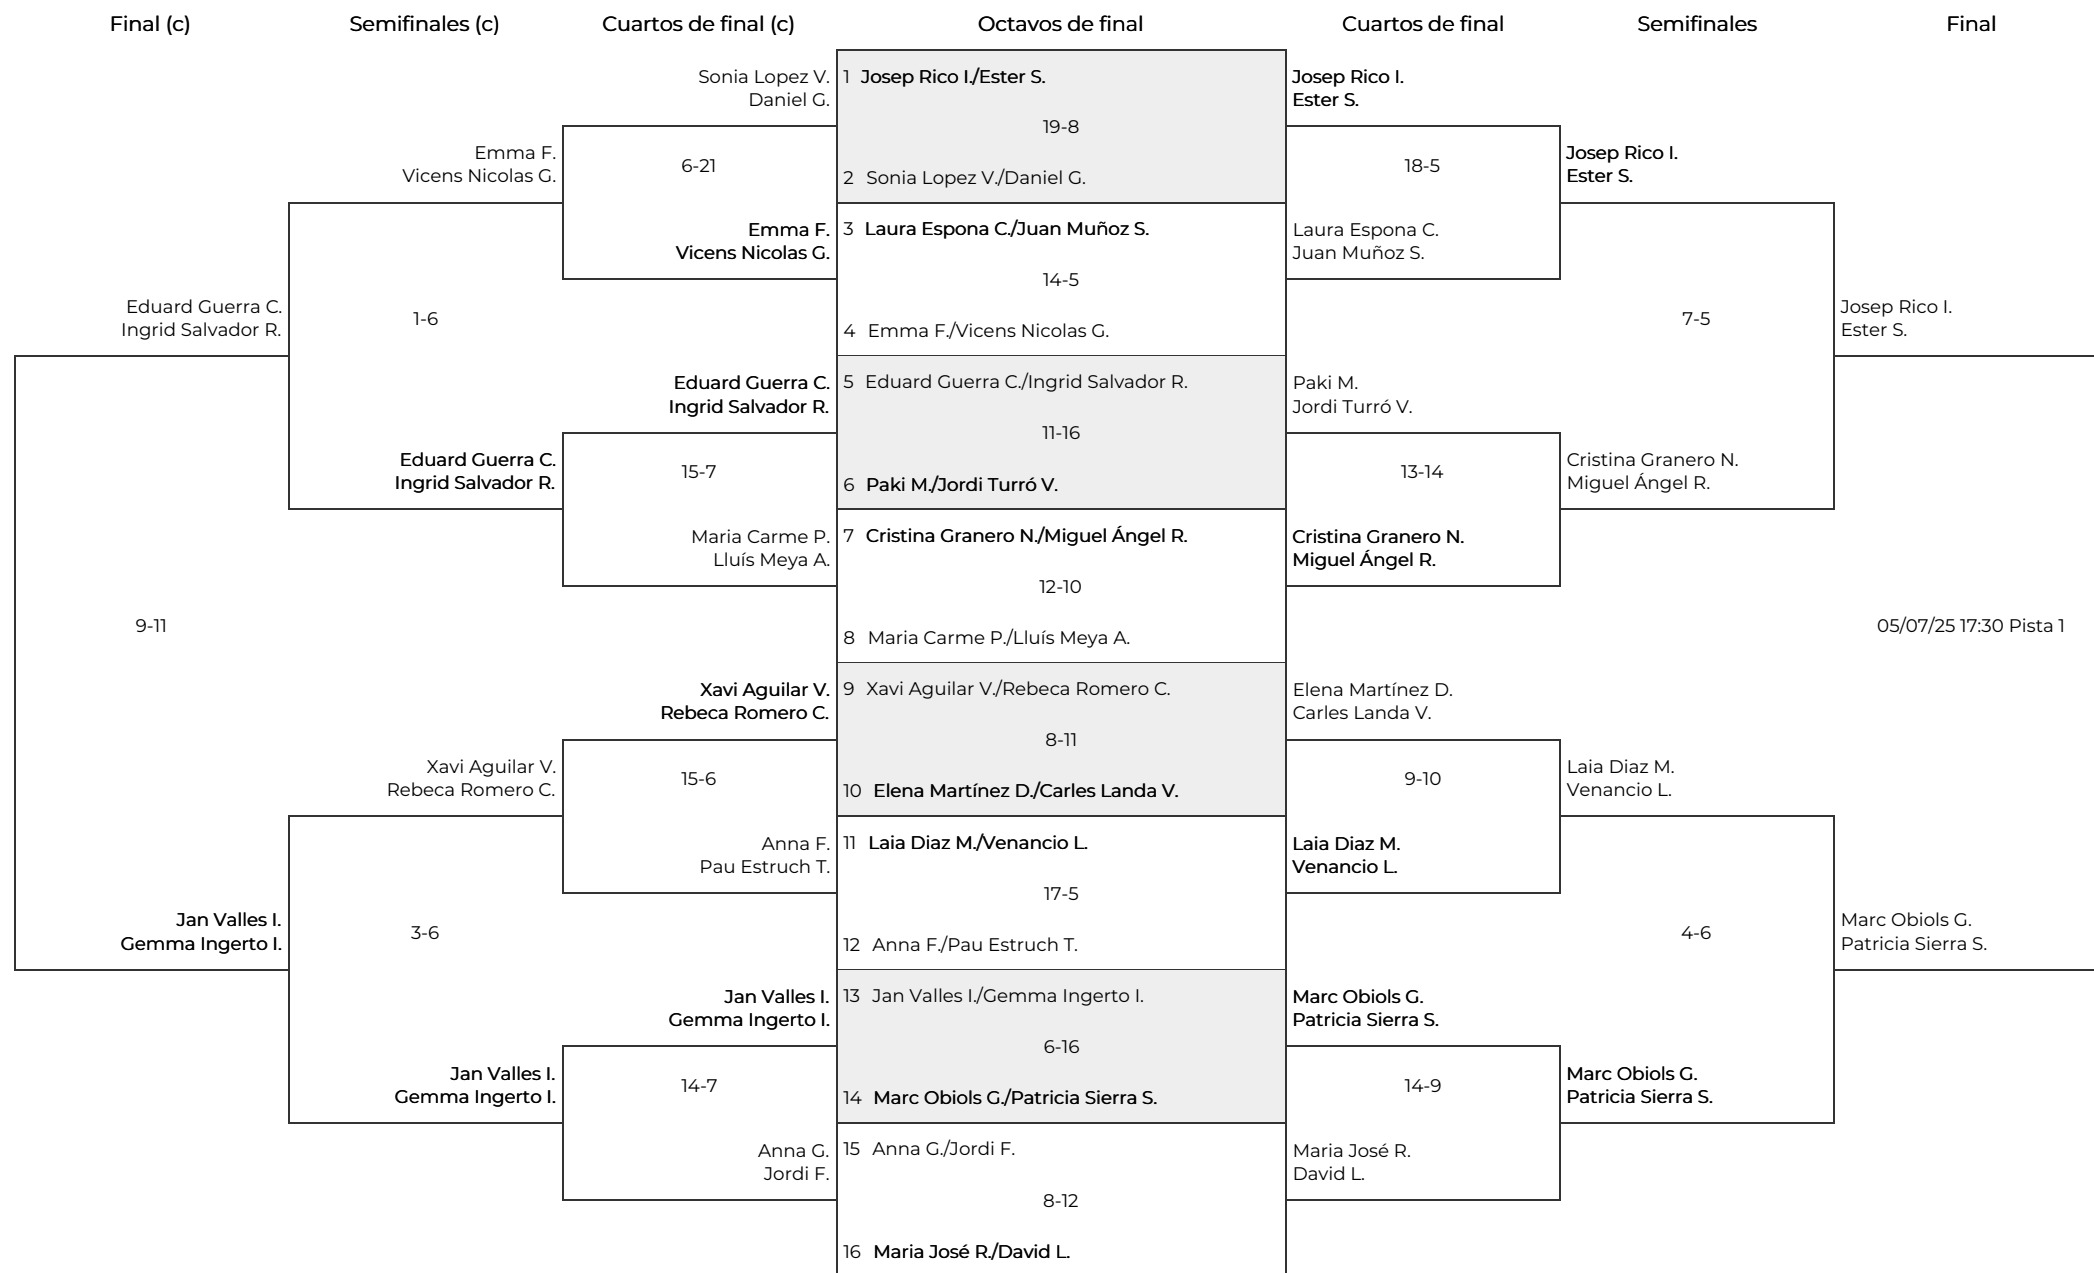 Final (c)
Semifinales (c)
Cuartos de final (c)
Octavos de final
Cuartos de final
Semifinales
Final
Eduard Guerra C.
Ingrid Salvador R.
9-11
Jan Valles I.
Gemma Ingerto I.
Emma F.
Vicens Nicolas G.
1-6
Eduard Guerra C.
Ingrid Salvador R.
Xavi Aguilar V.
Rebeca Romero C.
3-6
Jan Valles I.
Gemma Ingerto I.
Sonia Lopez V.
Daniel G.
6-21
Emma F.
Vicens Nicolas G.
Eduard Guerra C.
Ingrid Salvador R.
15-7
Maria Carme P.
Lluís Meya A.
Xavi Aguilar V.
Rebeca Romero C.
15-6
Anna F.
Pau Estruch T.
Jan Valles I.
Gemma Ingerto I.
14-7
Anna G.
Jordi F.
1 Josep Rico I./Ester S.
19-8
2 Sonia Lopez V./Daniel G.
3 Laura Espona C./Juan Muñoz S.
14-5
4 Emma F./Vicens Nicolas G.
5 Eduard Guerra C./Ingrid Salvador R.
11-16
6 Paki M./Jordi Turró V.
7 Cristina Granero N./Miguel Ángel R.
12-10
8 Maria Carme P./Lluís Meya A.
9 Xavi Aguilar V./Rebeca Romero C.
8-11
10 Elena Martínez D./Carles Landa V.
11 Laia Diaz M./Venancio L.
17-5
12 Anna F./Pau Estruch T.
13 Jan Valles I./Gemma Ingerto I.
6-16
14 Marc Obiols G./Patricia Sierra S.
15 Anna G./Jordi F.
8-12
16 Maria José R./David L.
Josep Rico I.
Ester S.
18-5
Laura Espona C.
Juan Muñoz S.
Paki M.
Jordi Turró V.
13-14
Cristina Granero N.
Miguel Ángel R.
Elena Martínez D.
Carles Landa V.
9-10
Laia Diaz M.
Venancio L.
Marc Obiols G.
Patricia Sierra S.
14-9
Maria José R.
David L.
Josep Rico I.
Ester S.
7-5
Cristina Granero N.
Miguel Ángel R.
Laia Diaz M.
Venancio L.
4-6
Marc Obiols G.
Patricia Sierra S.
Josep Rico I.
Ester S.
05/07/25 17:30 Pista 1
Marc Obiols G.
Patricia Sierra S.